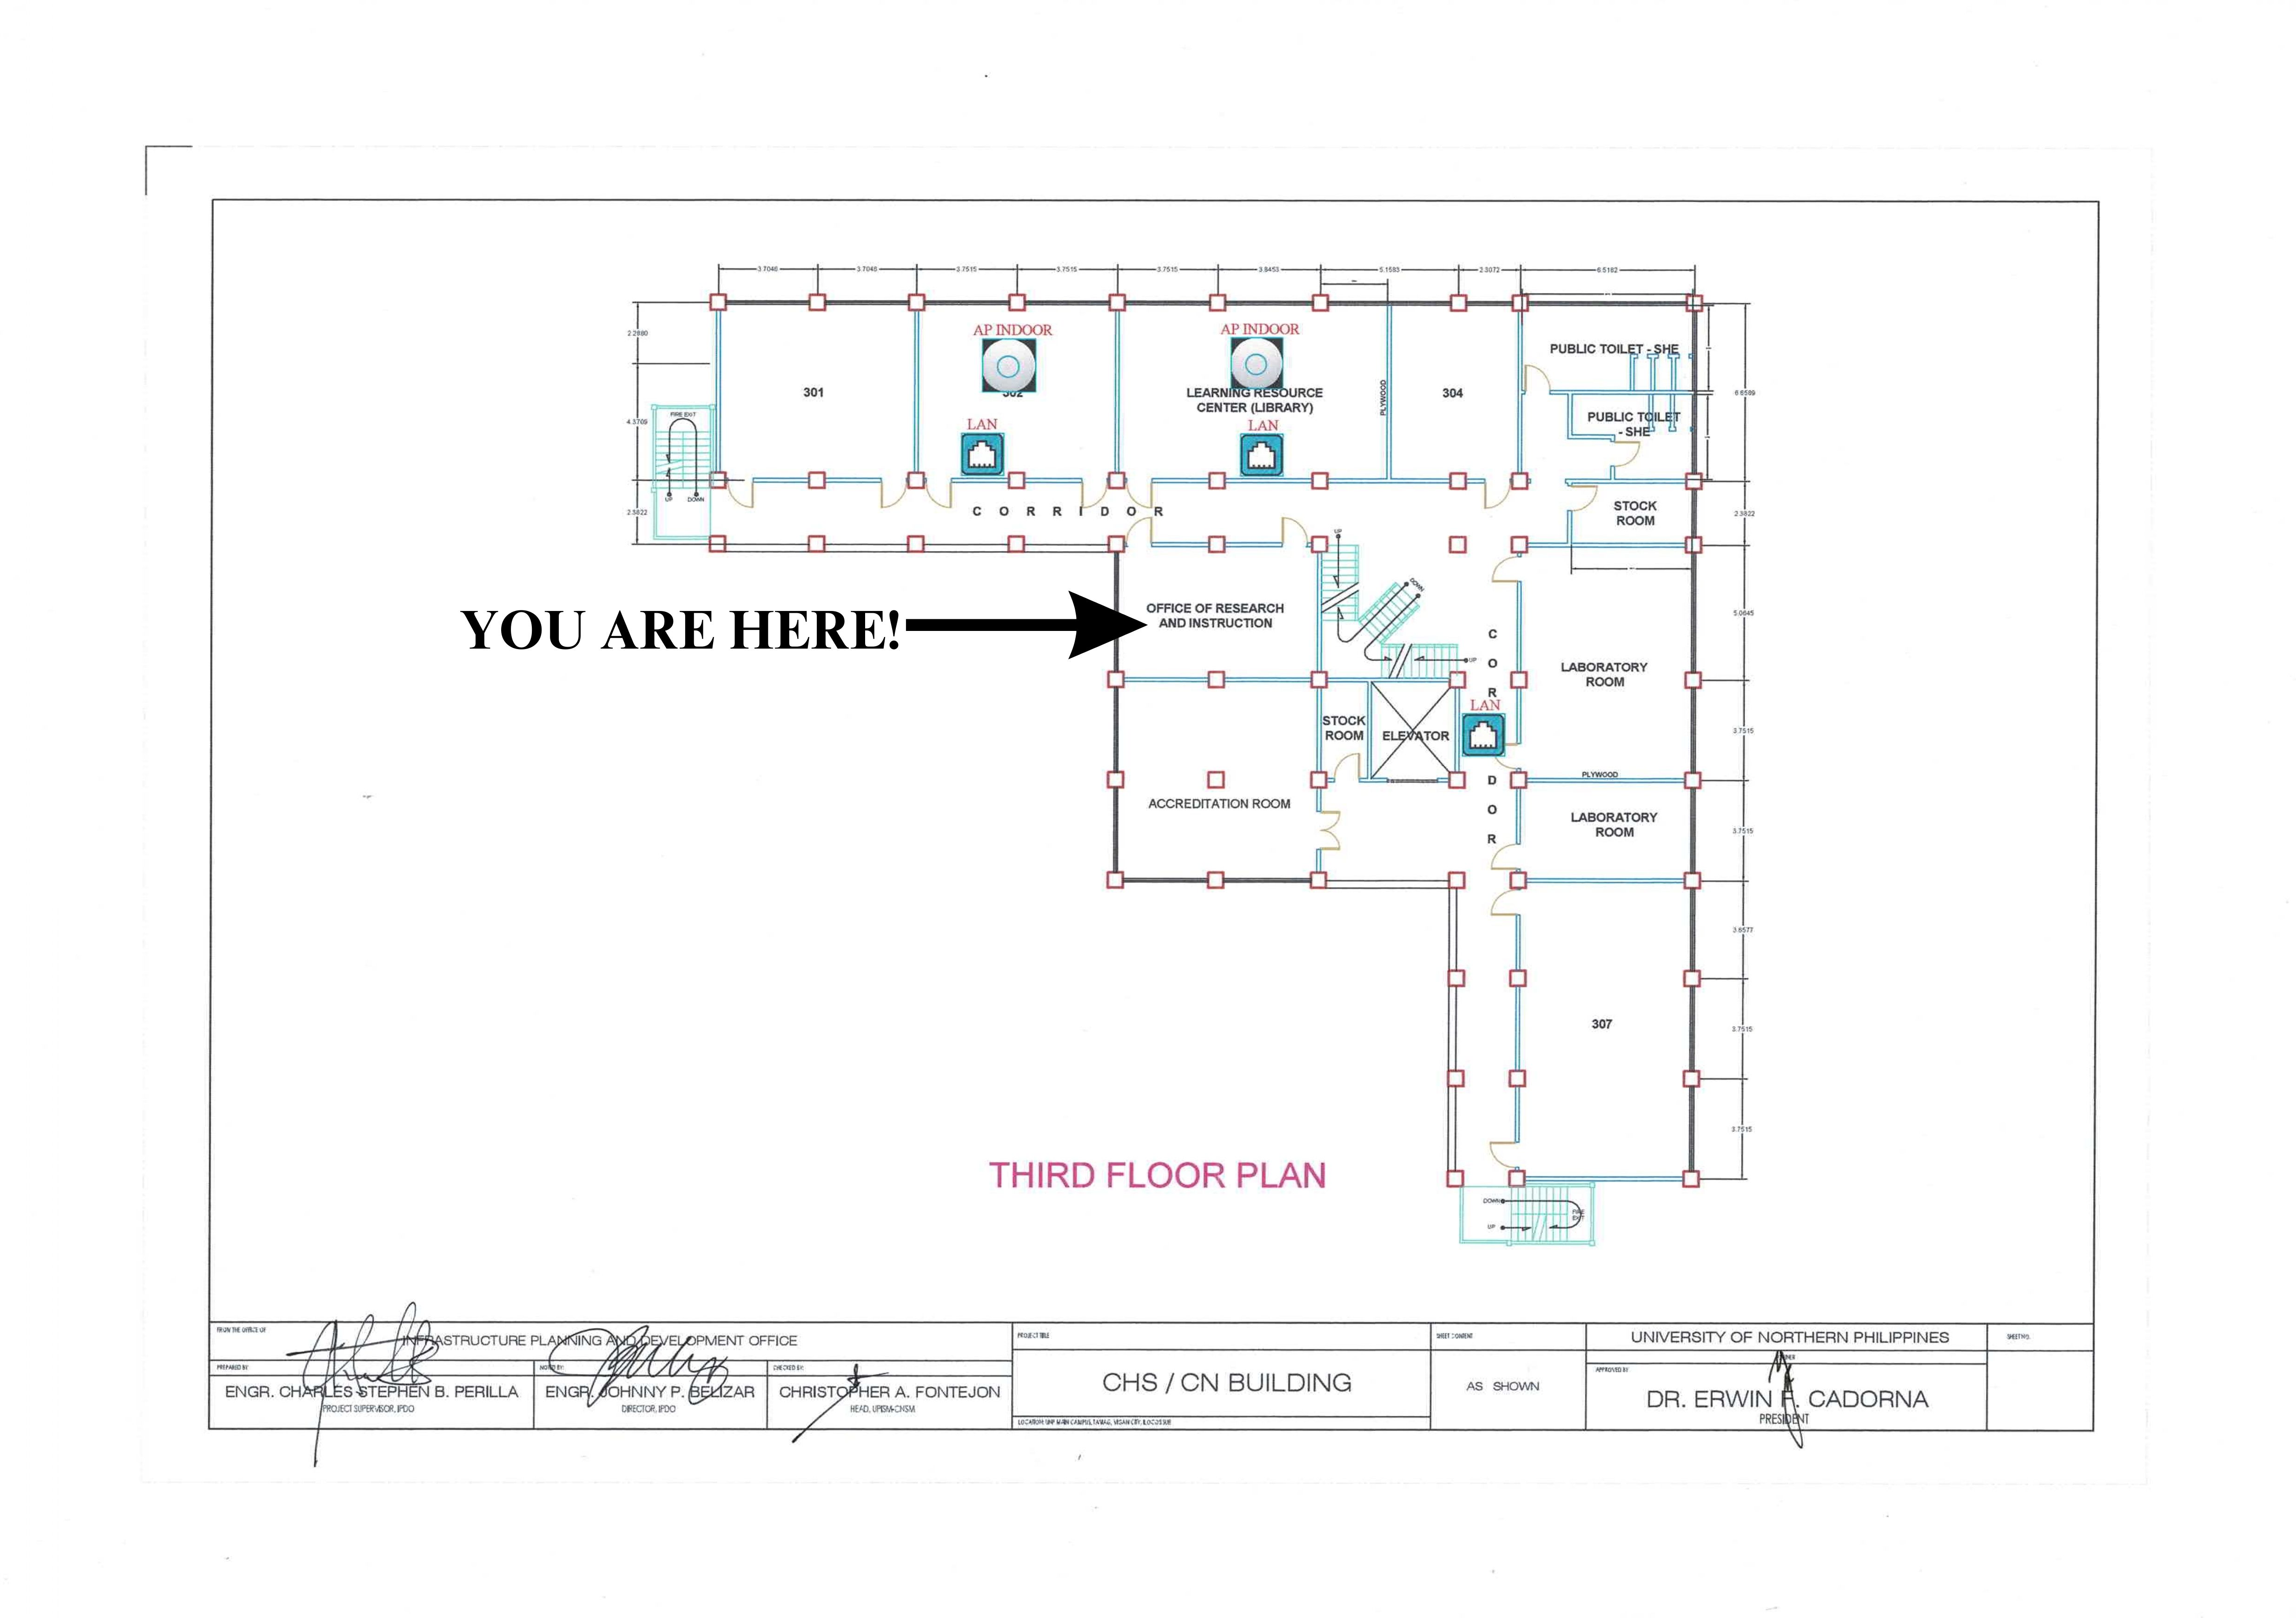 3.7046
3.7046
3.7515
3.7515
3.7515
3.8453
5.1583
2.3072
6.5182
2.2980
4.3709
2.3822
AP INDOOR
AP INDOOR
PUBLIC TOILET - SHE
301
302
LEARNING RESOURCE
CENTER (LIBRARY)
PLYWOOD
304
6.6589
FIRE EXIT
PUBLIC TOILET
- SHE
LAN
LAN
UP
DOWN
CORRIDOR
STOCK
ROOM
2.3822
UP
DOWN
YOU ARE HERE!
OFFICE OF RESEARCH
AND INSTRUCTION
5.0645
UP
C
O
R
LABORATORY
ROOM
LAN
STOCK
ROOM
ELEVATOR
3.7515
D
O
R
PLYWOOD
ACCREDITATION ROOM
LABORATORY
ROOM
3.7515
3.6577
307
3.7515
3.7515
THIRD FLOOR PLAN
DOWN
UP
FIRE
EXIT
FROM THE OFFICE OF
INFRASTRUCTURE PLANNING AND DEVELOPMENT OFFICE
PREPARED BY:
ENGR. CHARLES STEPHEN B. PERILLA
PROJECT SUPERVISOR, IPDO
NOTED BY:
ENGR. JOHNNY P. BELIZAR
DIRECTOR, IPDO
CHECKED BY:
CHRISTOPHER A. FONTEJON
HEAD, UPISM-CNSM
PROJECT TITLE
CHS / CN BUILDING
LOCATION: UNP MAIN CAMPUS, TAMAG, VIGAN CITY, ILOCOS SUR
SHEET CONTENT
AS SHOWN
UNIVERSITY OF NORTHERN PHILIPPINES
OWNER
APPROVED BY
DR. ERWIN F. CADORNA
PRESIDENT
SHEET NO.